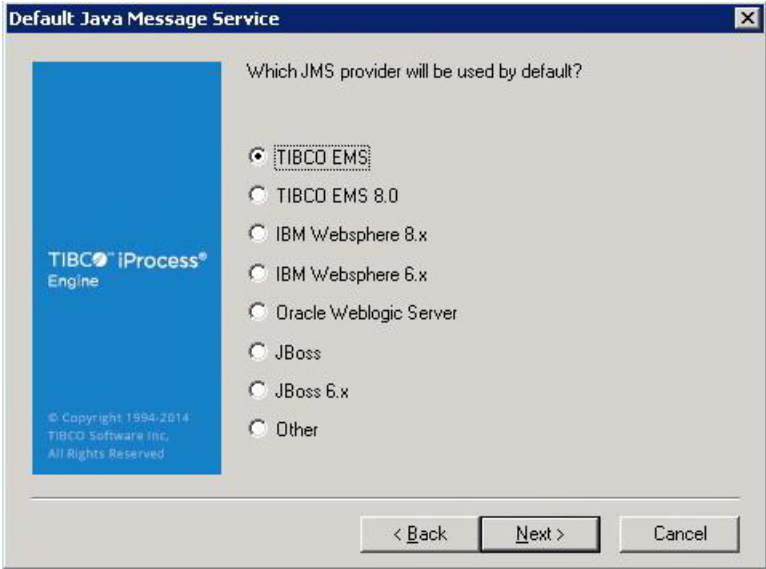 Default Java Message Service
Which JMS provider will be used by default?
TIBCO EMS
TIBCO EMS 8.0
IBM Websphere 8.x
IBM Websphere 6.x
Oracle Weblogic Server
JBoss
JBoss 6.x
Other
TIBCO™ iProcess®
Engine
© Copyright 1994-2014
TIBCO Software Inc.
All Rights Reserved
< Back
Next >
Cancel